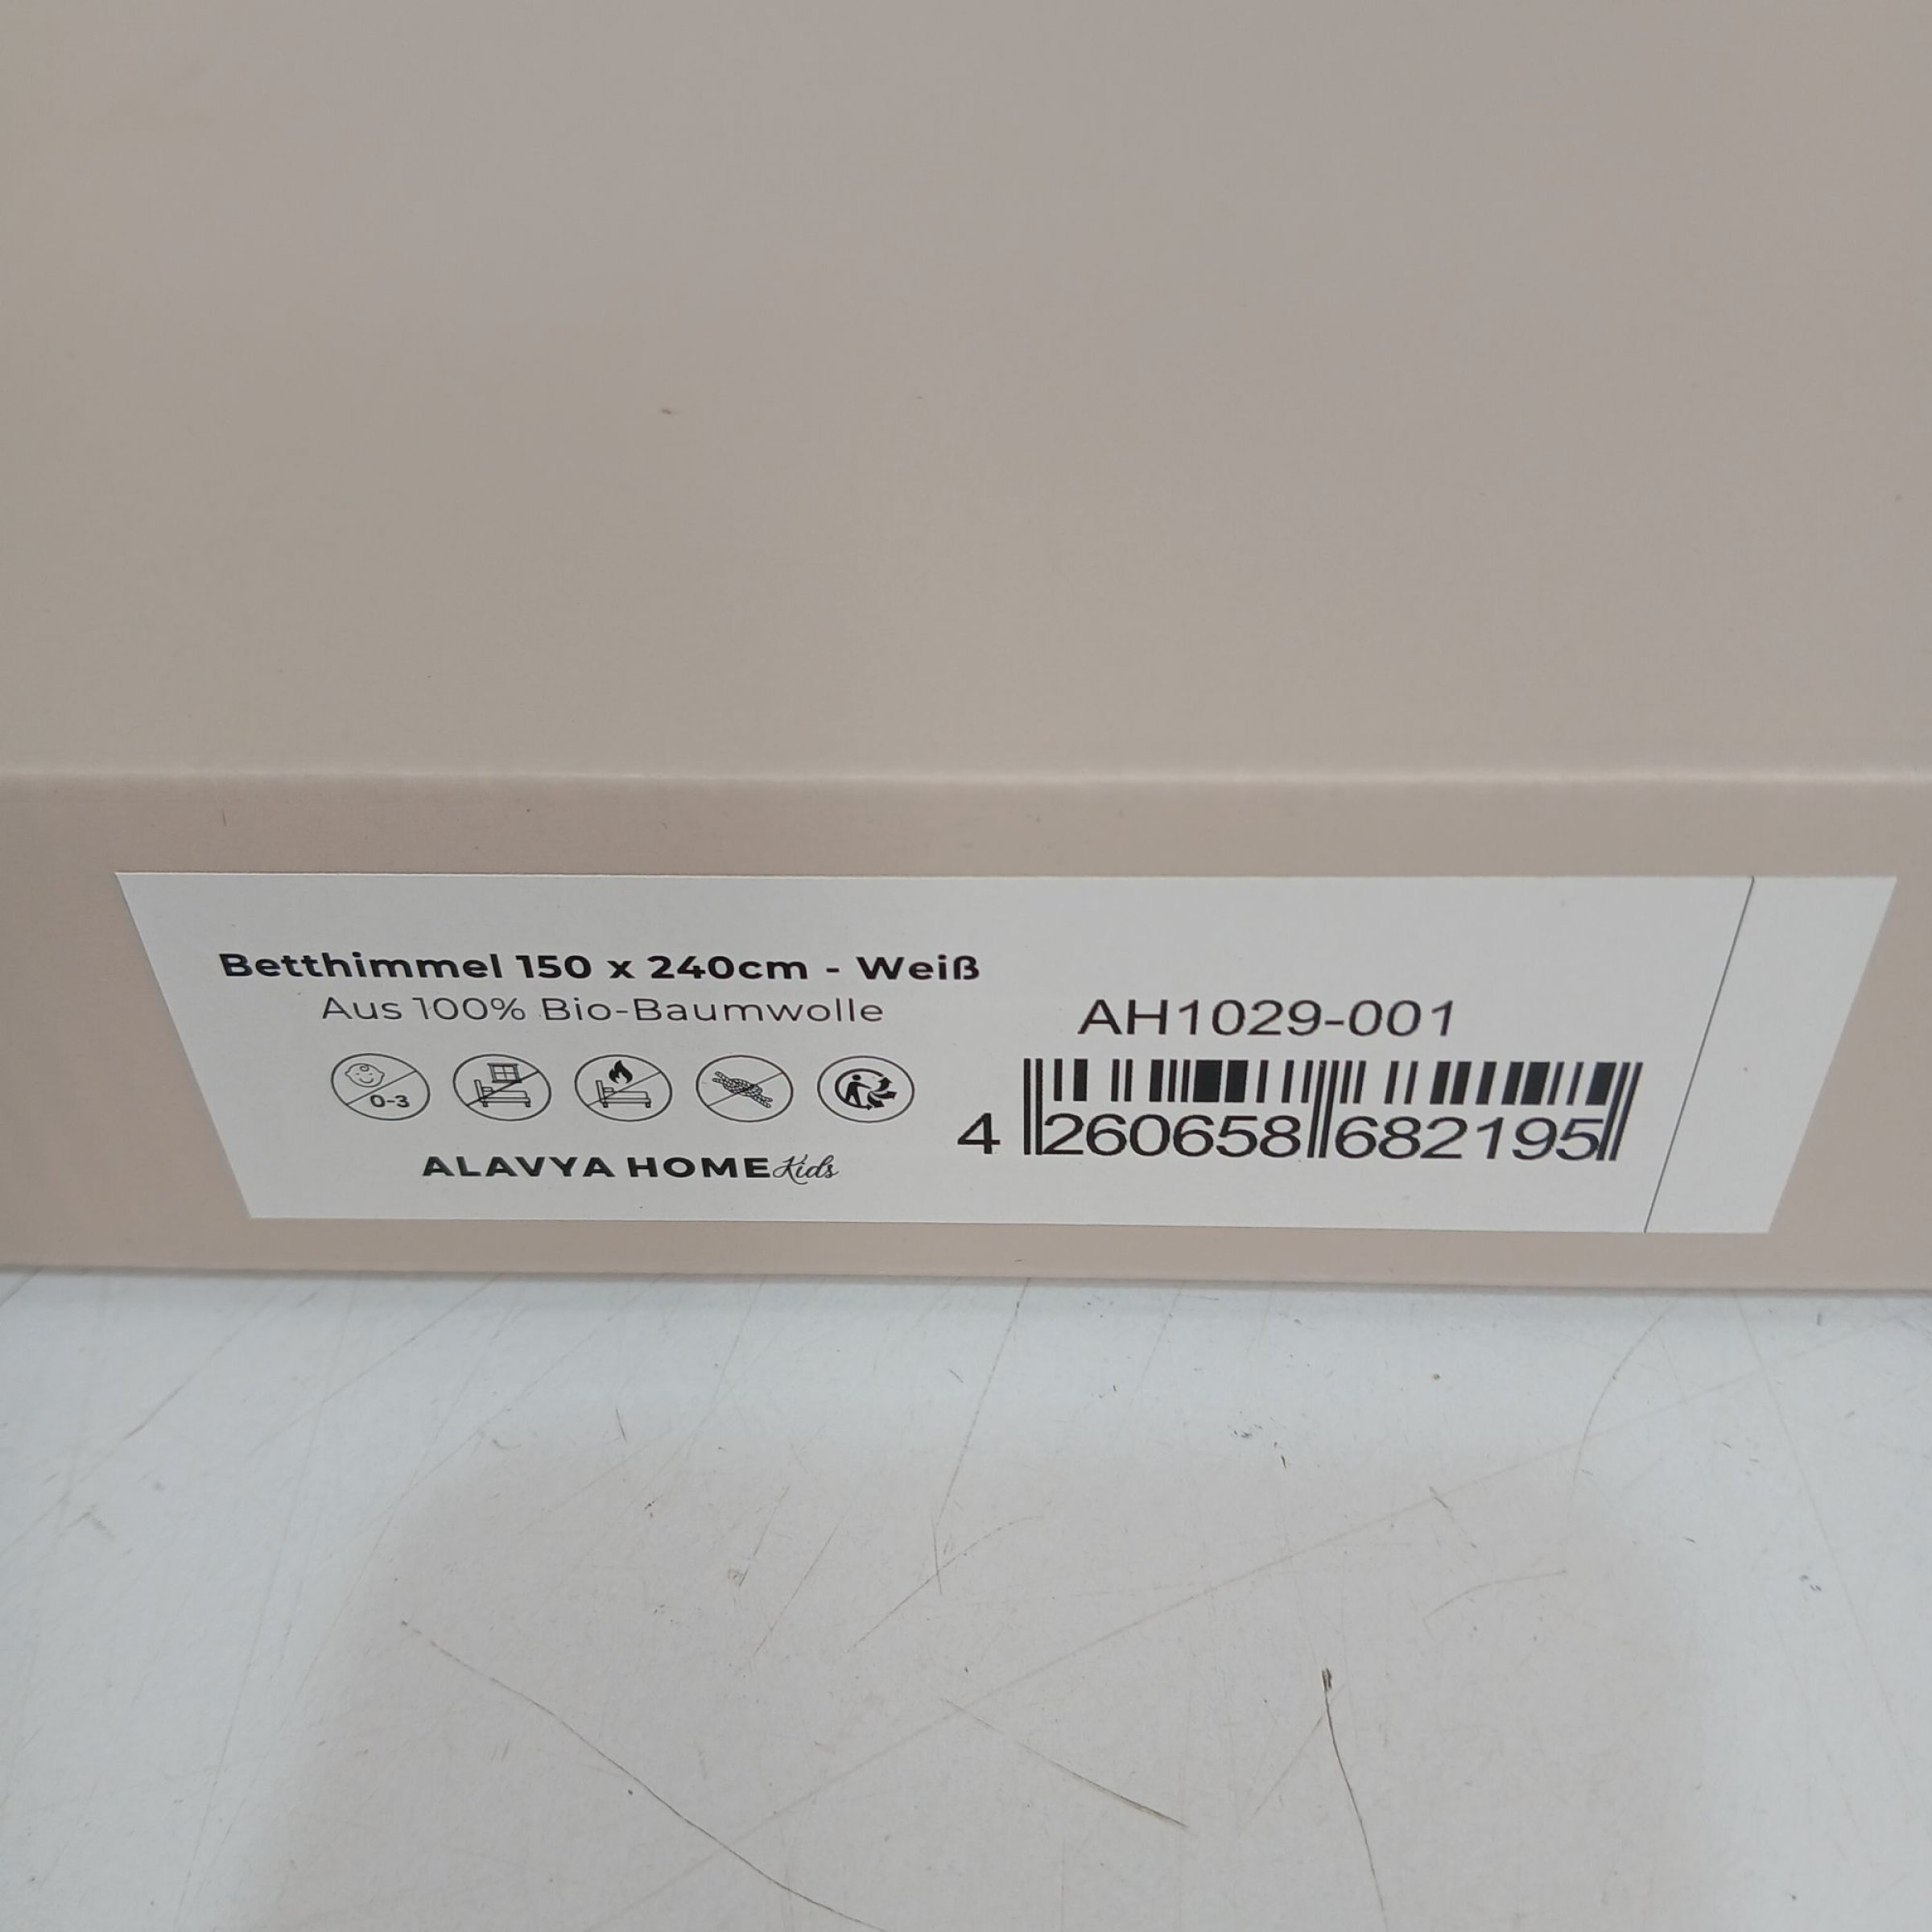 Betthimmel 150 x 240cm - Weiß
Aus 100% Bio-Baumwolle
0-3
ALAVYA HOME Kids
AH1029-001
4 260658 682195